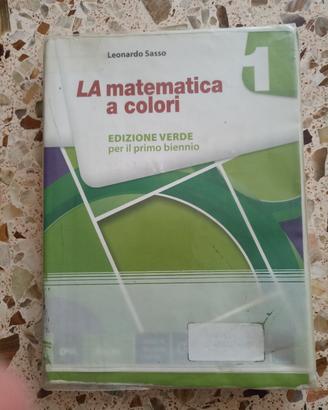 Leonardo Sasso
1
LA matematica
a colori
EDIZIONE VERDE
per il primo biennio